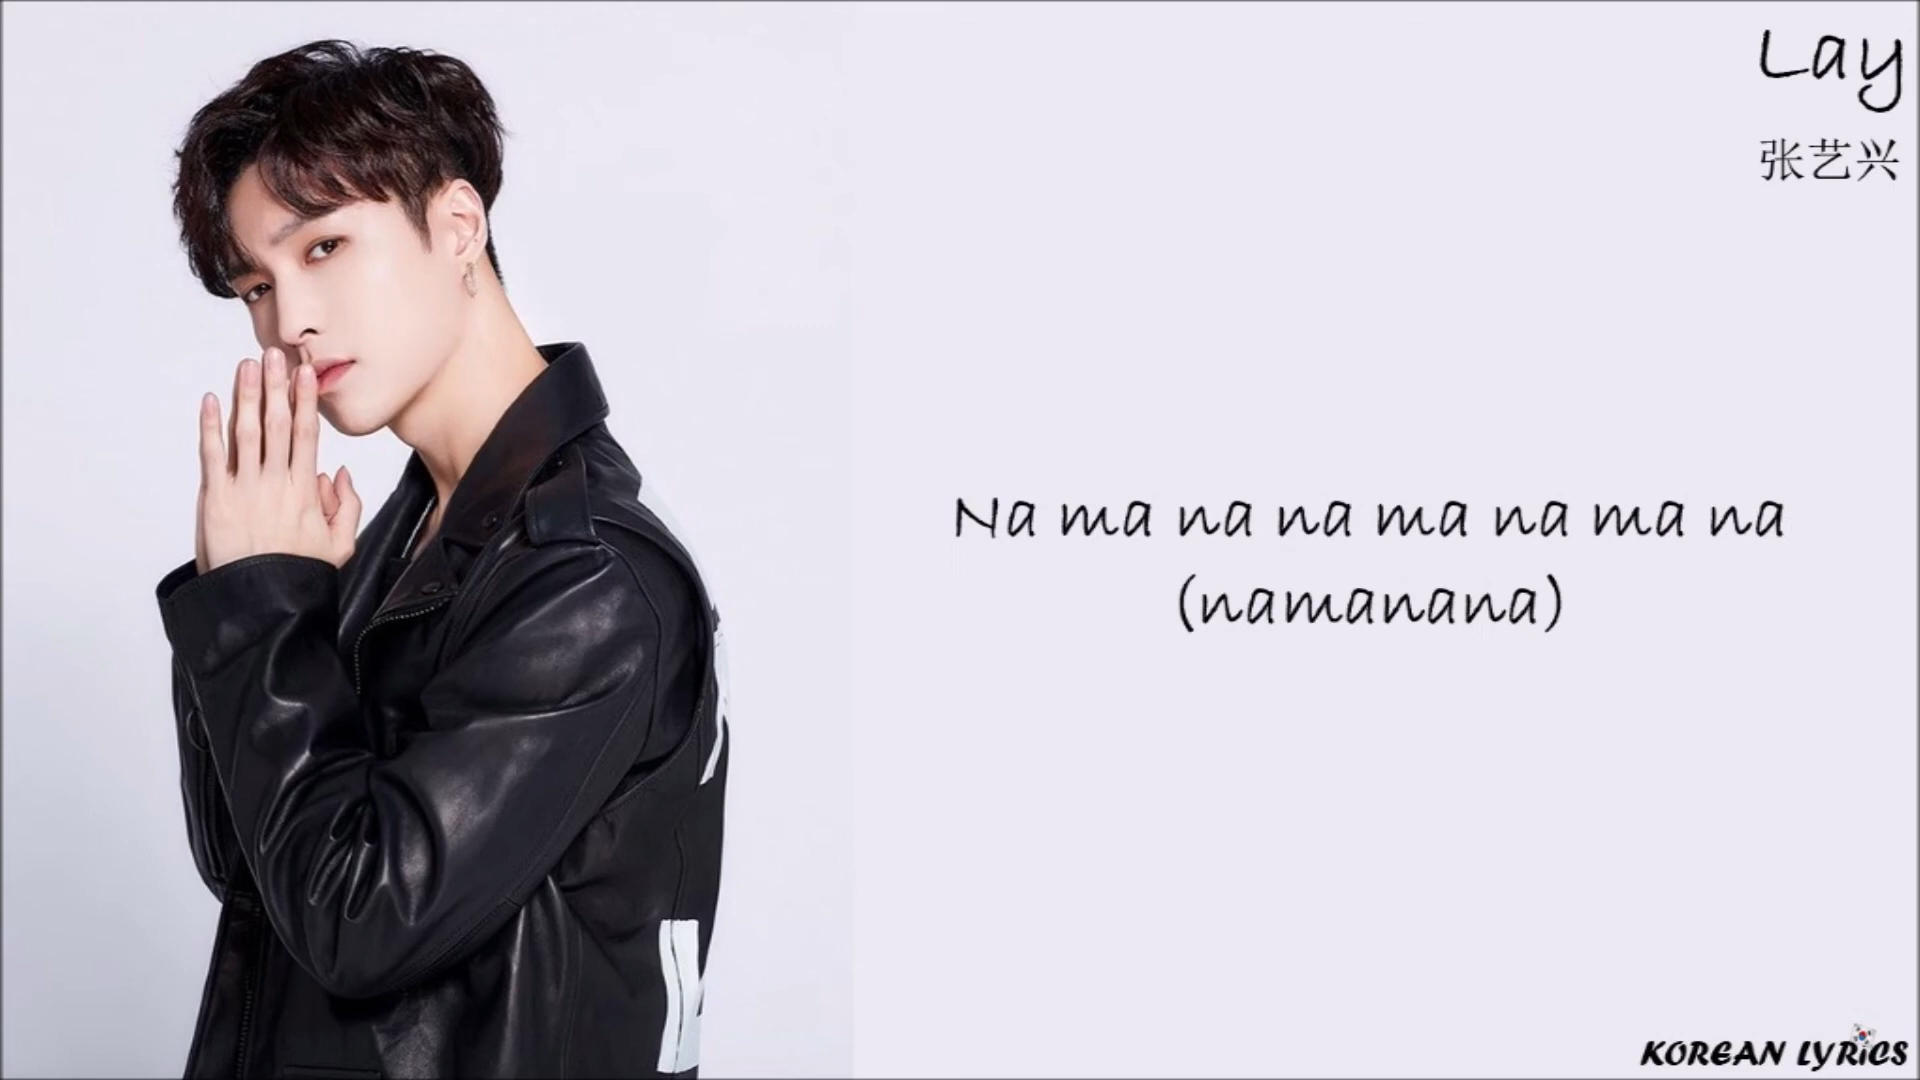 Lay
张艺兴
Na ma na na ma na ma na
(namanana)
KOREAN LYRICS